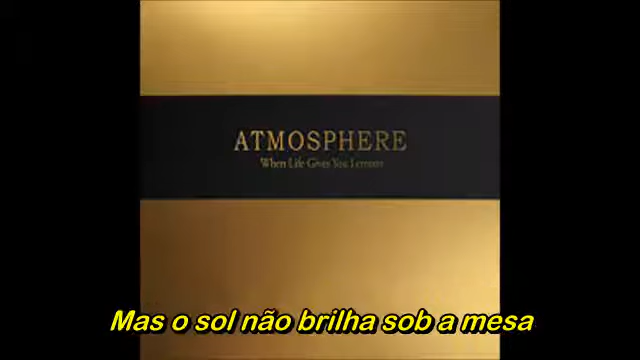 ATMOSPHERE
When Life Gives You Lemons
Mas o sol não brilha sob a mesa